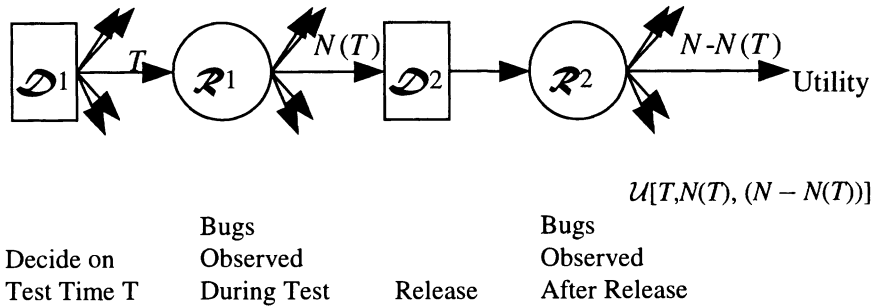 𝒟1
T
ℛ1
N(T)
𝒟2
ℛ2
N-N(T)
Utility
𝒰[T,N(T), (N − N(T))]
Decide on
Test Time T
Bugs
Observed
During Test
Release
Bugs
Observed
After Release